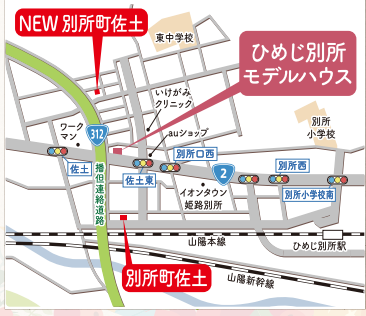 NEW 別所町佐土
東中学校
ひめじ別所
モデルハウス
いけがみ
クリニック
別所
小学校
ワーク
マン
312
auショップ
別所口西
佐土
佐土東
2
別所西
播但連絡道路
イオンタウン
姫路別所
別所小学校南
山陽本線
ひめじ別所駅
別所町佐土
山陽新幹線